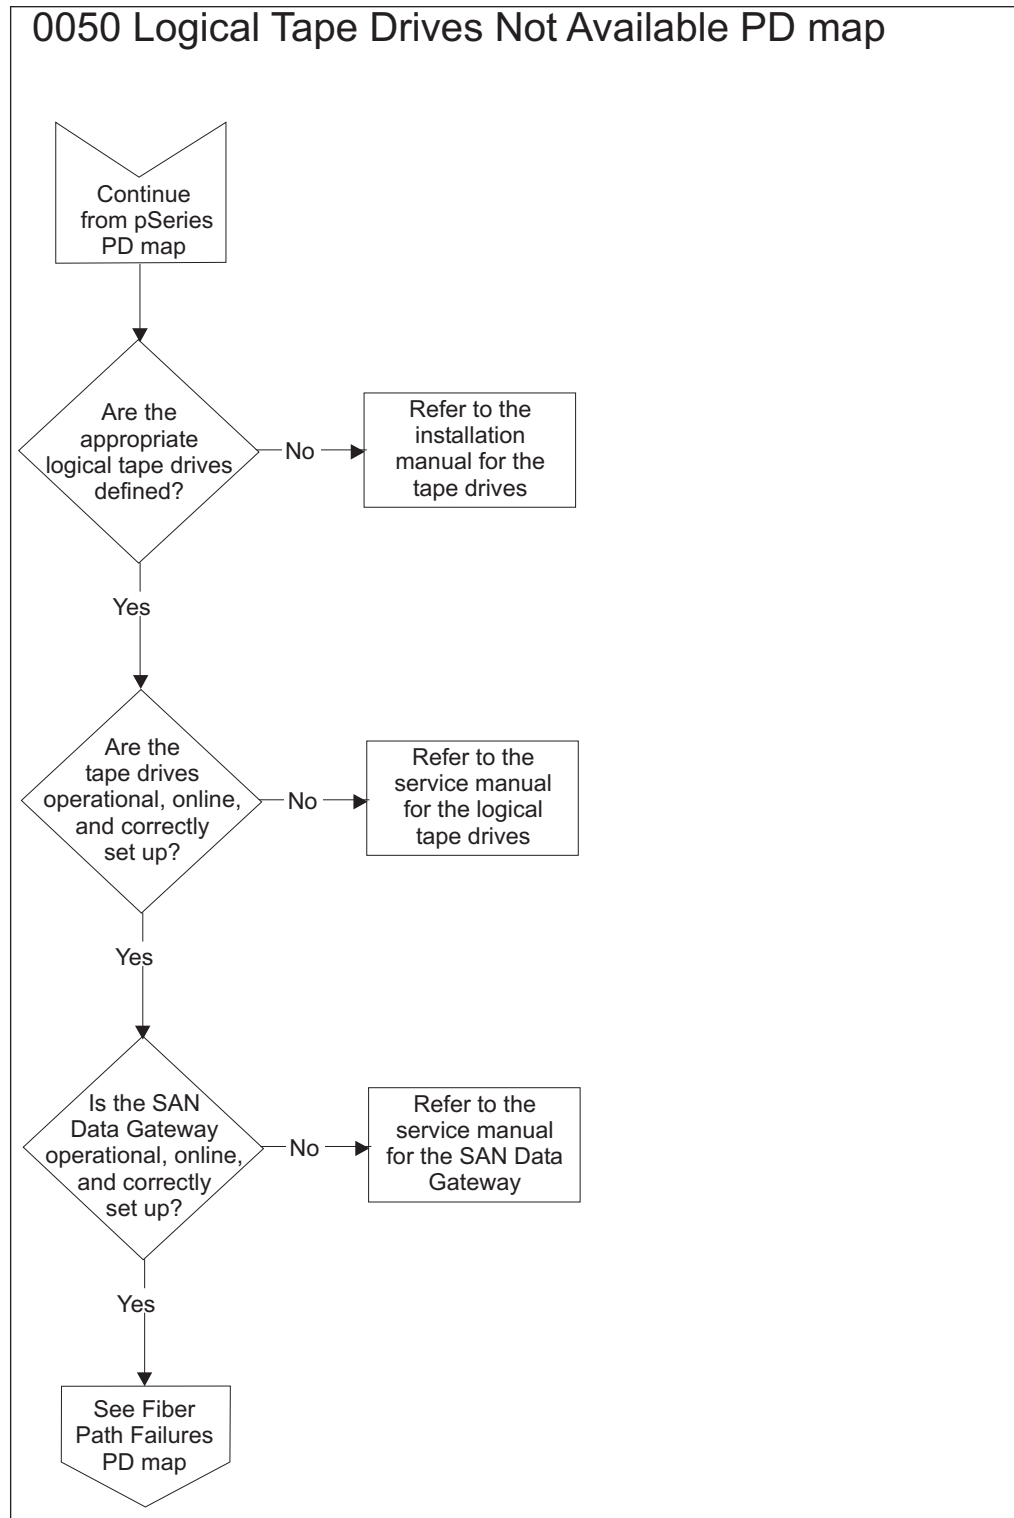 0050 Logical Tape Drives Not Available PD map
Continue
from pSeries
PD map
Are the
appropriate
logical tape drives
defined?
No
Refer to the
installation
manual for the
tape drives
Yes
Are the
tape drives
operational, online,
and correctly
set up?
No
Refer to the
service manual
for the logical
tape drives
Yes
Is the SAN
Data Gateway
operational, online,
and correctly
set up?
No
Refer to the
service manual
for the SAN Data
Gateway
Yes
See Fiber
Path Failures
PD map